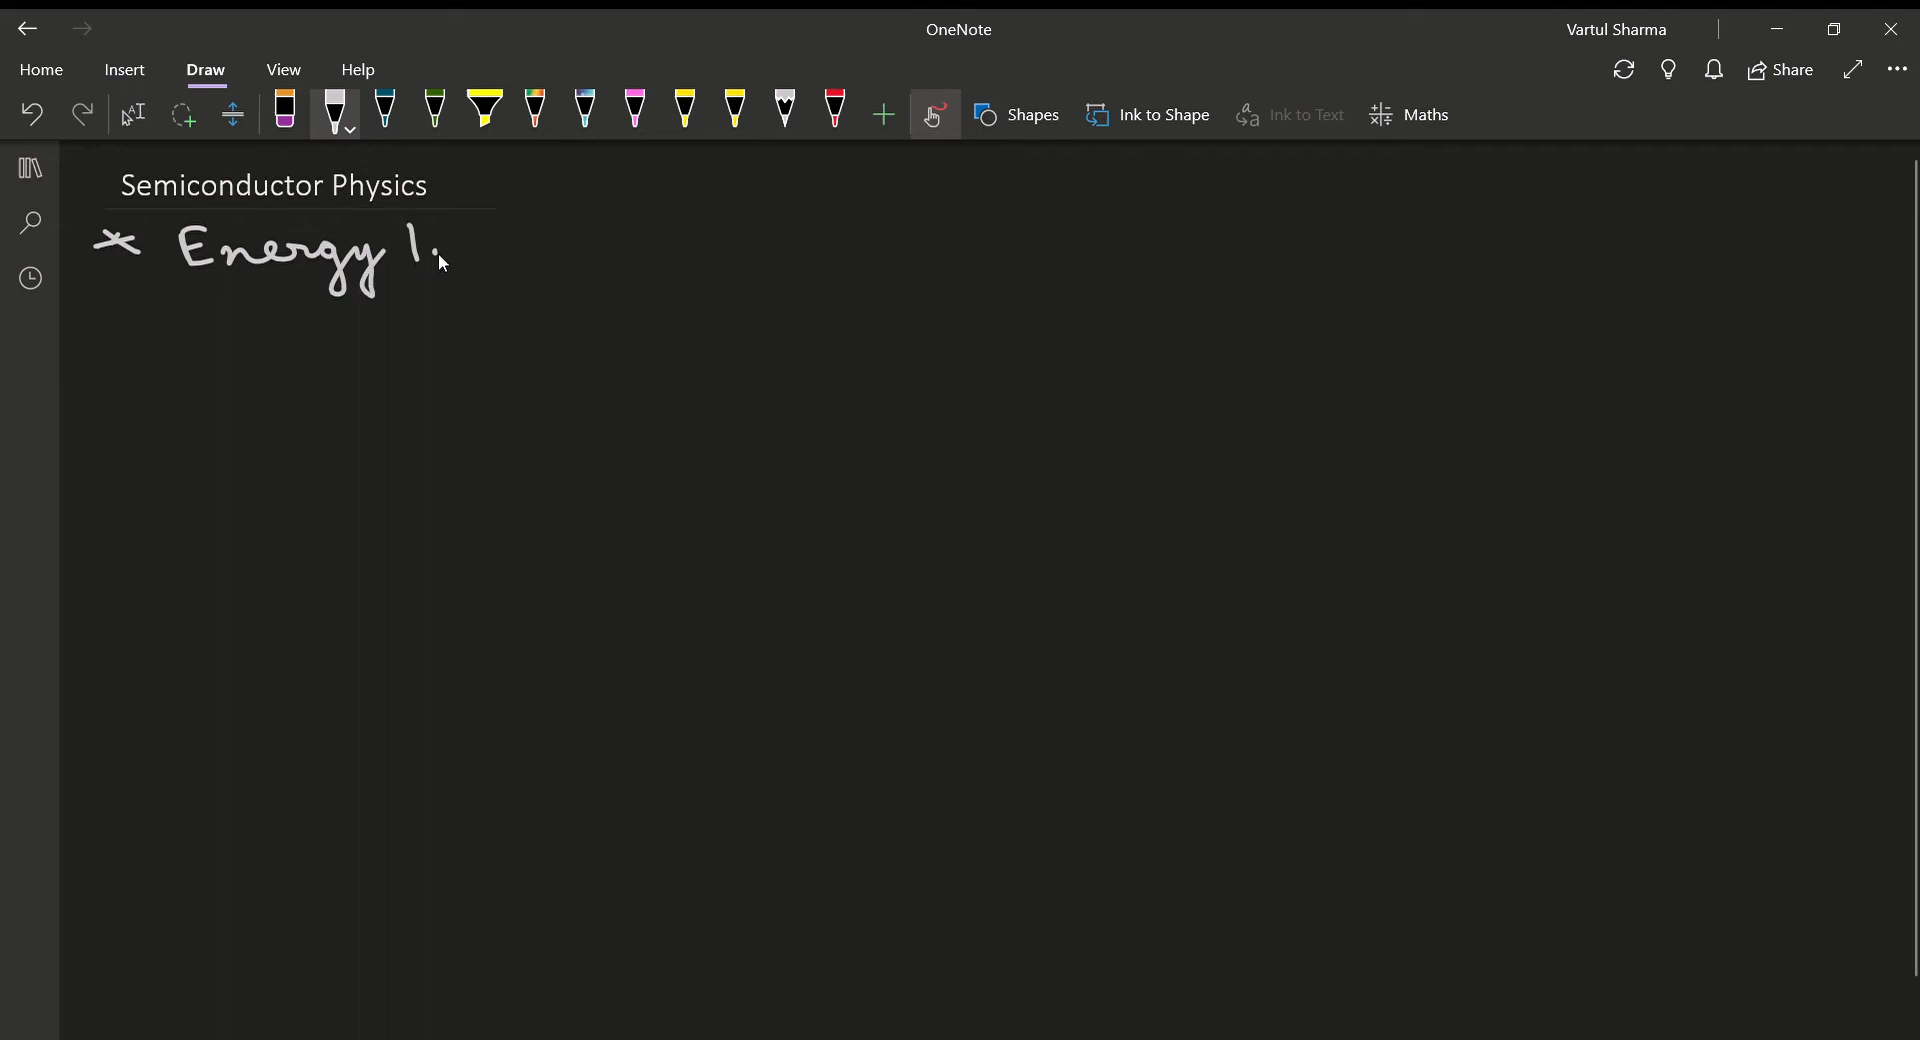 OneNote
Vartul Sharma
Home Insert Draw View Help
Share
Shapes Ink to Shape Ink to Text Maths
Semiconductor Physics
* Energy l.